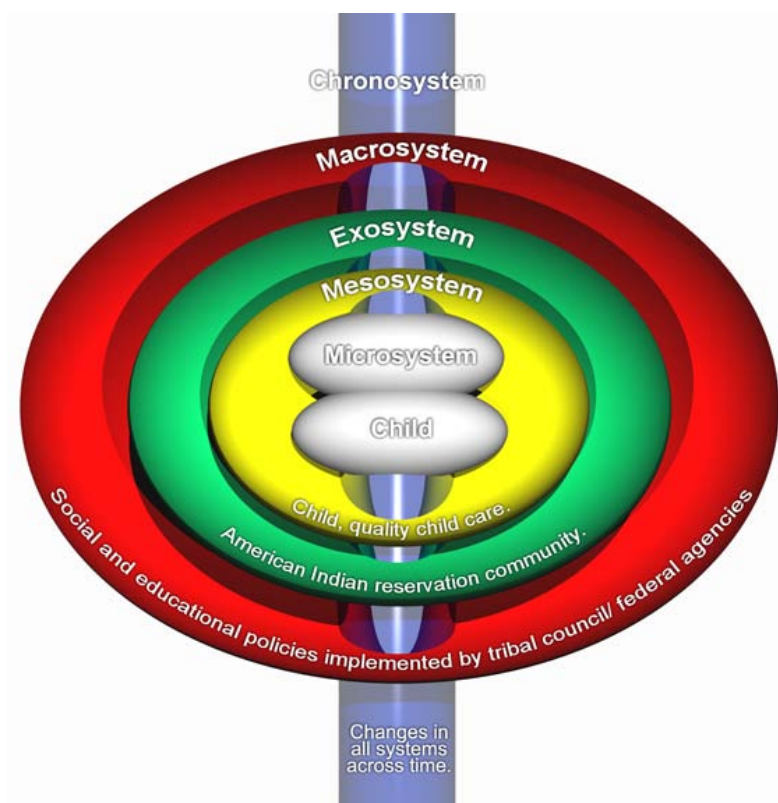 Chronosystem
Macrosystem
Exosystem
Mesosystem
Microsystem
Child
Child, quality child care.
American Indian reservation community.
Social and educational policies implemented by tribal council/ federal agencies
Changes in
all systems
across time.